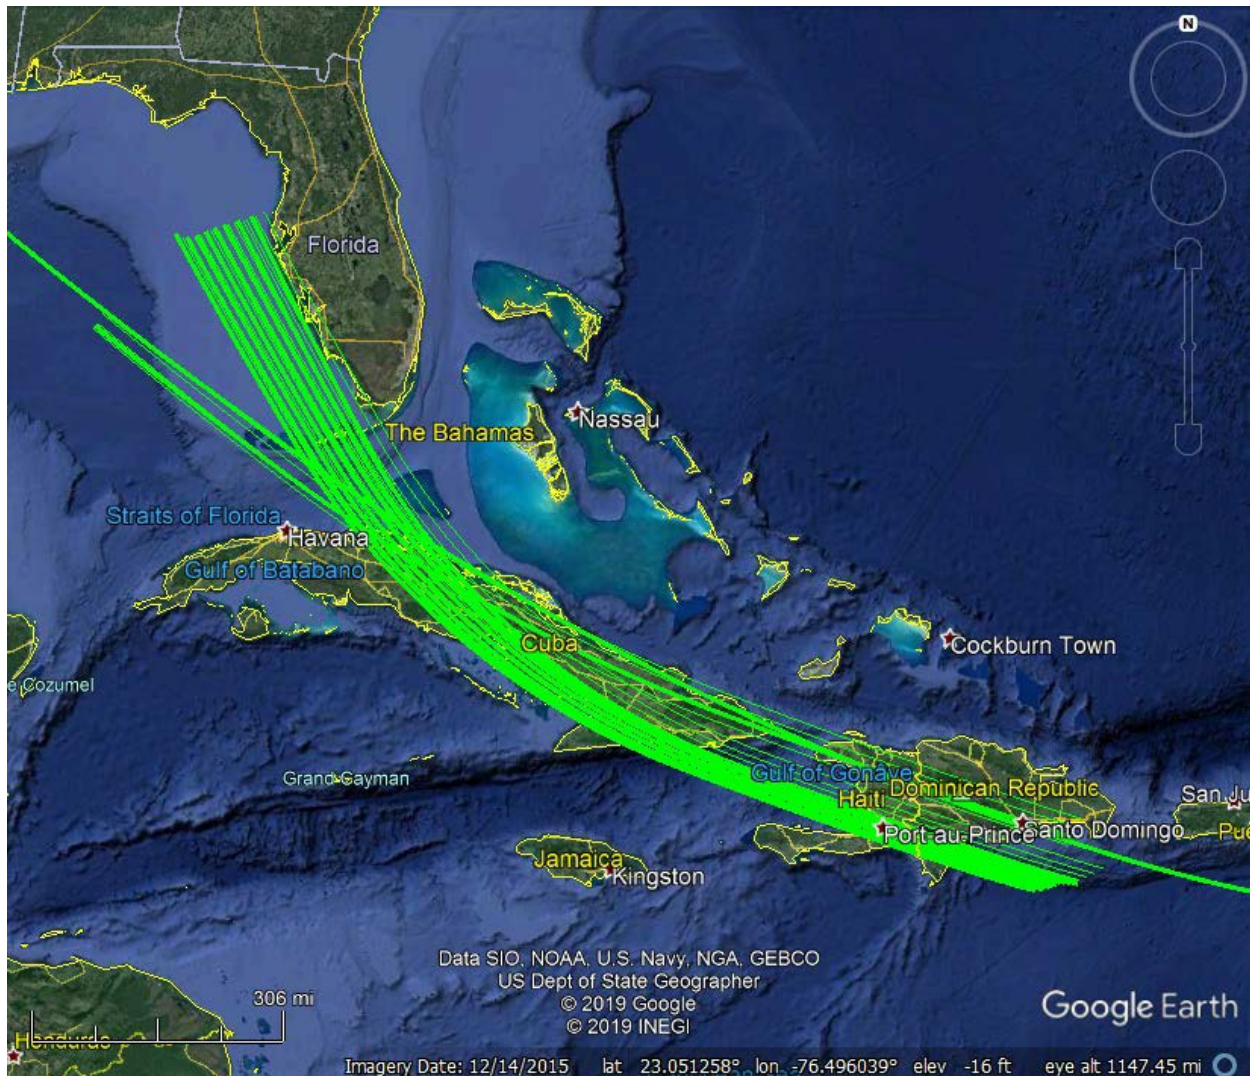 N
Florida
Nassau
The Bahamas
Straits of Florida
Havana
Gulf of Batabano
Cuba
Cockburn Town
e Cozumel
Grand Cayman
Gulf of Gonâve
Dominican Republic
Haiti
San Ju
Port-au-Prince
Santo Domingo
Pue
Jamaica
Kingston
Data SIO, NOAA, U.S. Navy, NGA, GEBCO
US Dept of State Geographer
© 2019 Google
© 2019 INEGI
306 mi
Google Earth
Honduras
Imagery Date: 12/14/2015 lat 23.051258° lon -76.496039° elev -16 ft eye alt 1147.45 mi